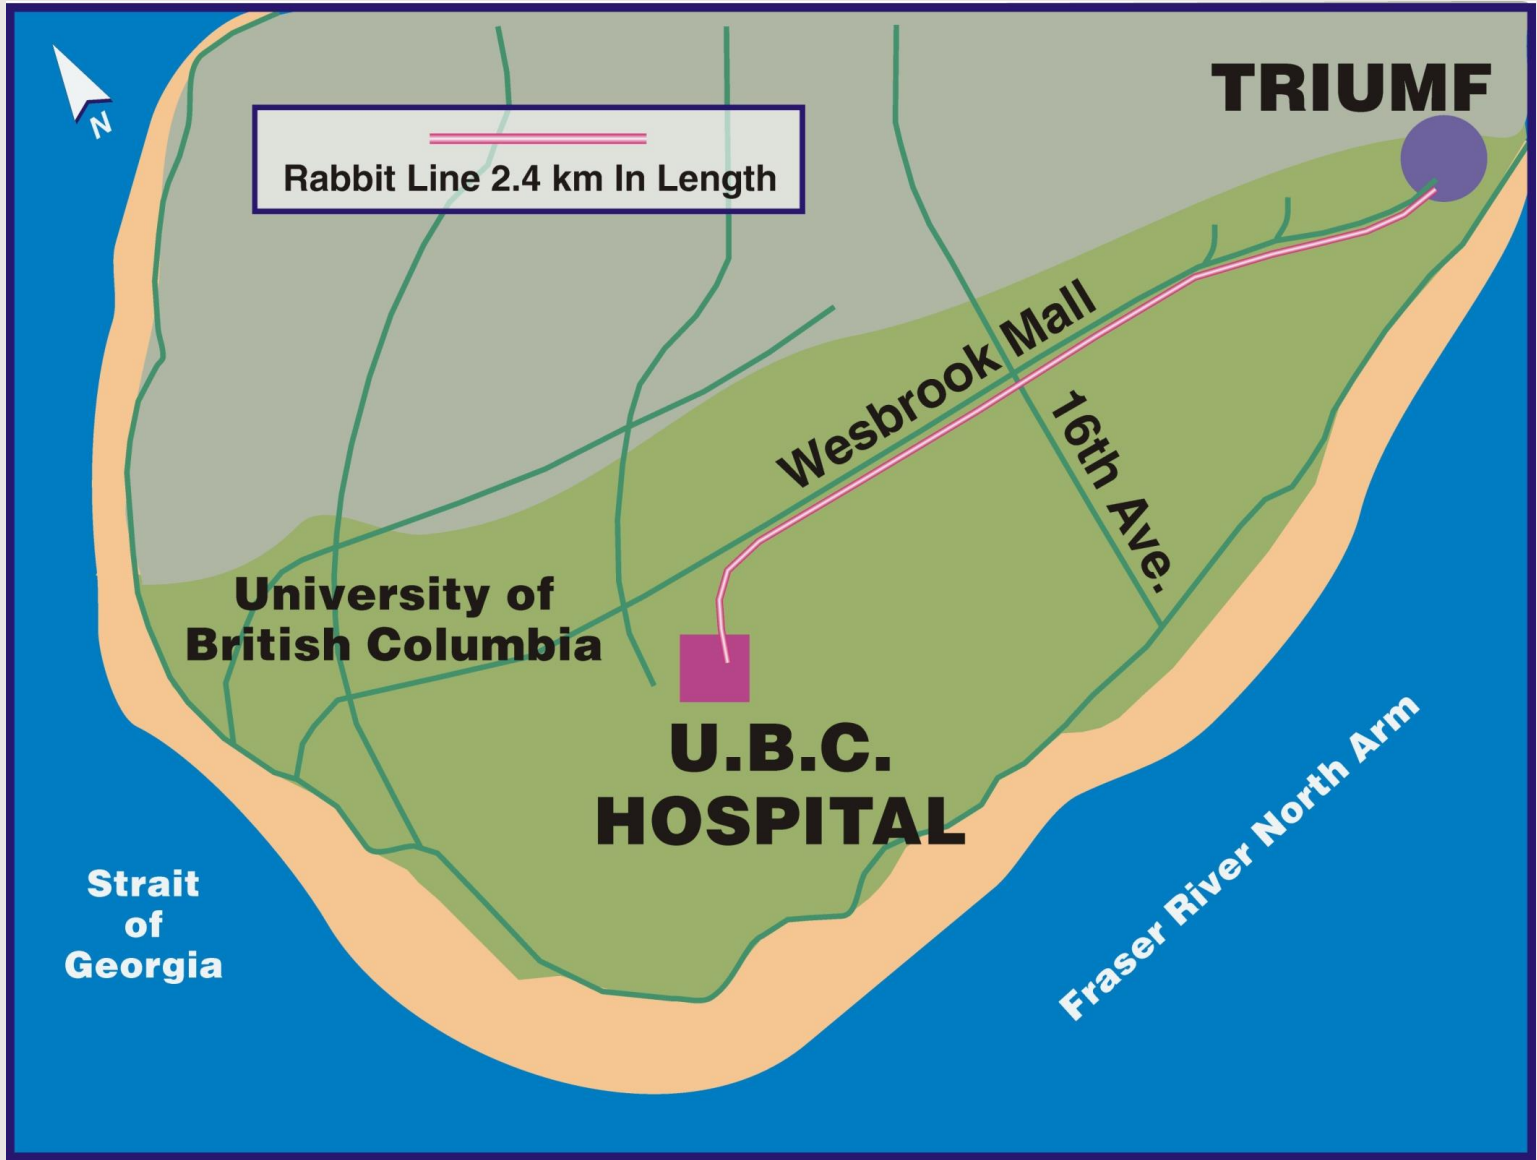 N
TRIUMF
Rabbit Line 2.4 km In Length
Wesbrook Mall
16th Ave.
University of
British Columbia
U.B.C.
HOSPITAL
Strait
of
Georgia
Fraser River North Arm